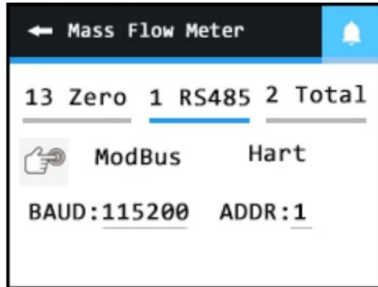 Mass Flow Meter
13 Zero 1 RS485 2 Total
ModBus Hart
BAUD:115200 ADDR:1